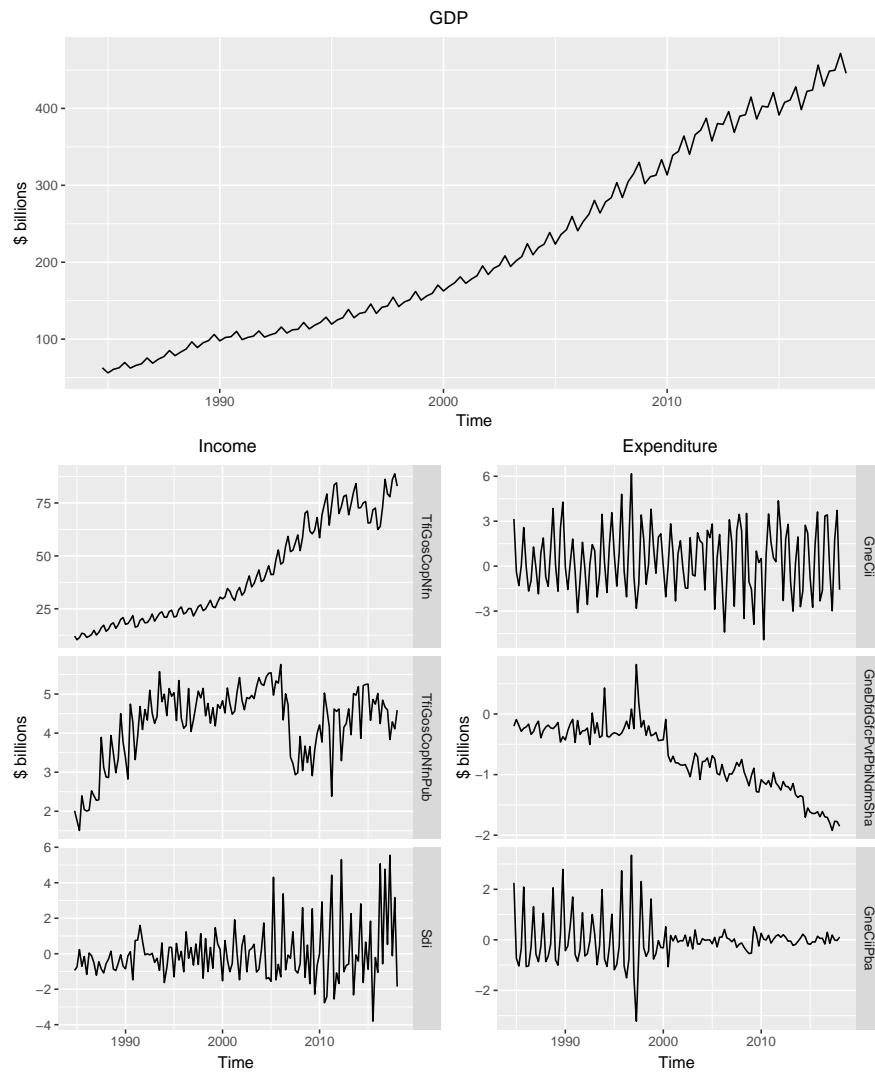 GDP
$ billions
400
300
200
100
1990
2000
2010
Time
Income
75
50
25
TfiGosCopNfn
$ billions
5
4
3
2
TfiGosCopNfnPub
6
4
2
0
−2
−4
Sdi
1990
2000
2010
Time
Expenditure
6
3
0
−3
GneCii
$ billions
0
−1
−2
GneDfdGfcPvtPbiNdmSha
2
0
−2
GneCiiPba
1990
2000
2010
Time